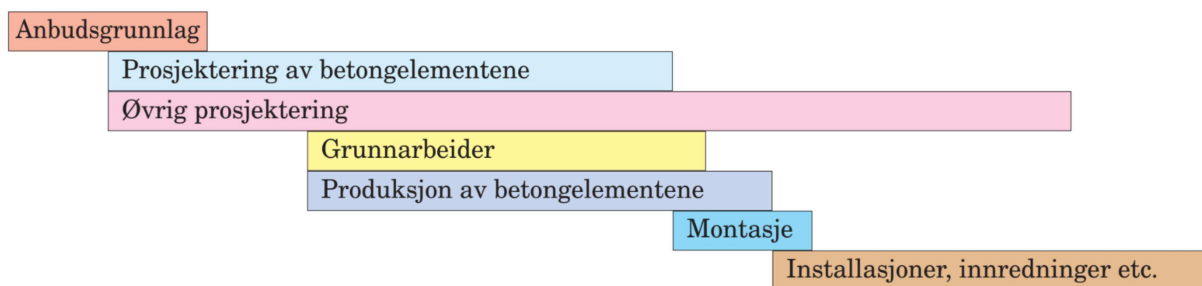 Anbudsgrunnlag
Prosjektering av betongelementene
Øvrig prosjektering
Grunnarbeider
Produksjon av betongelementene
Montasje
Installasjoner, innredninger etc.